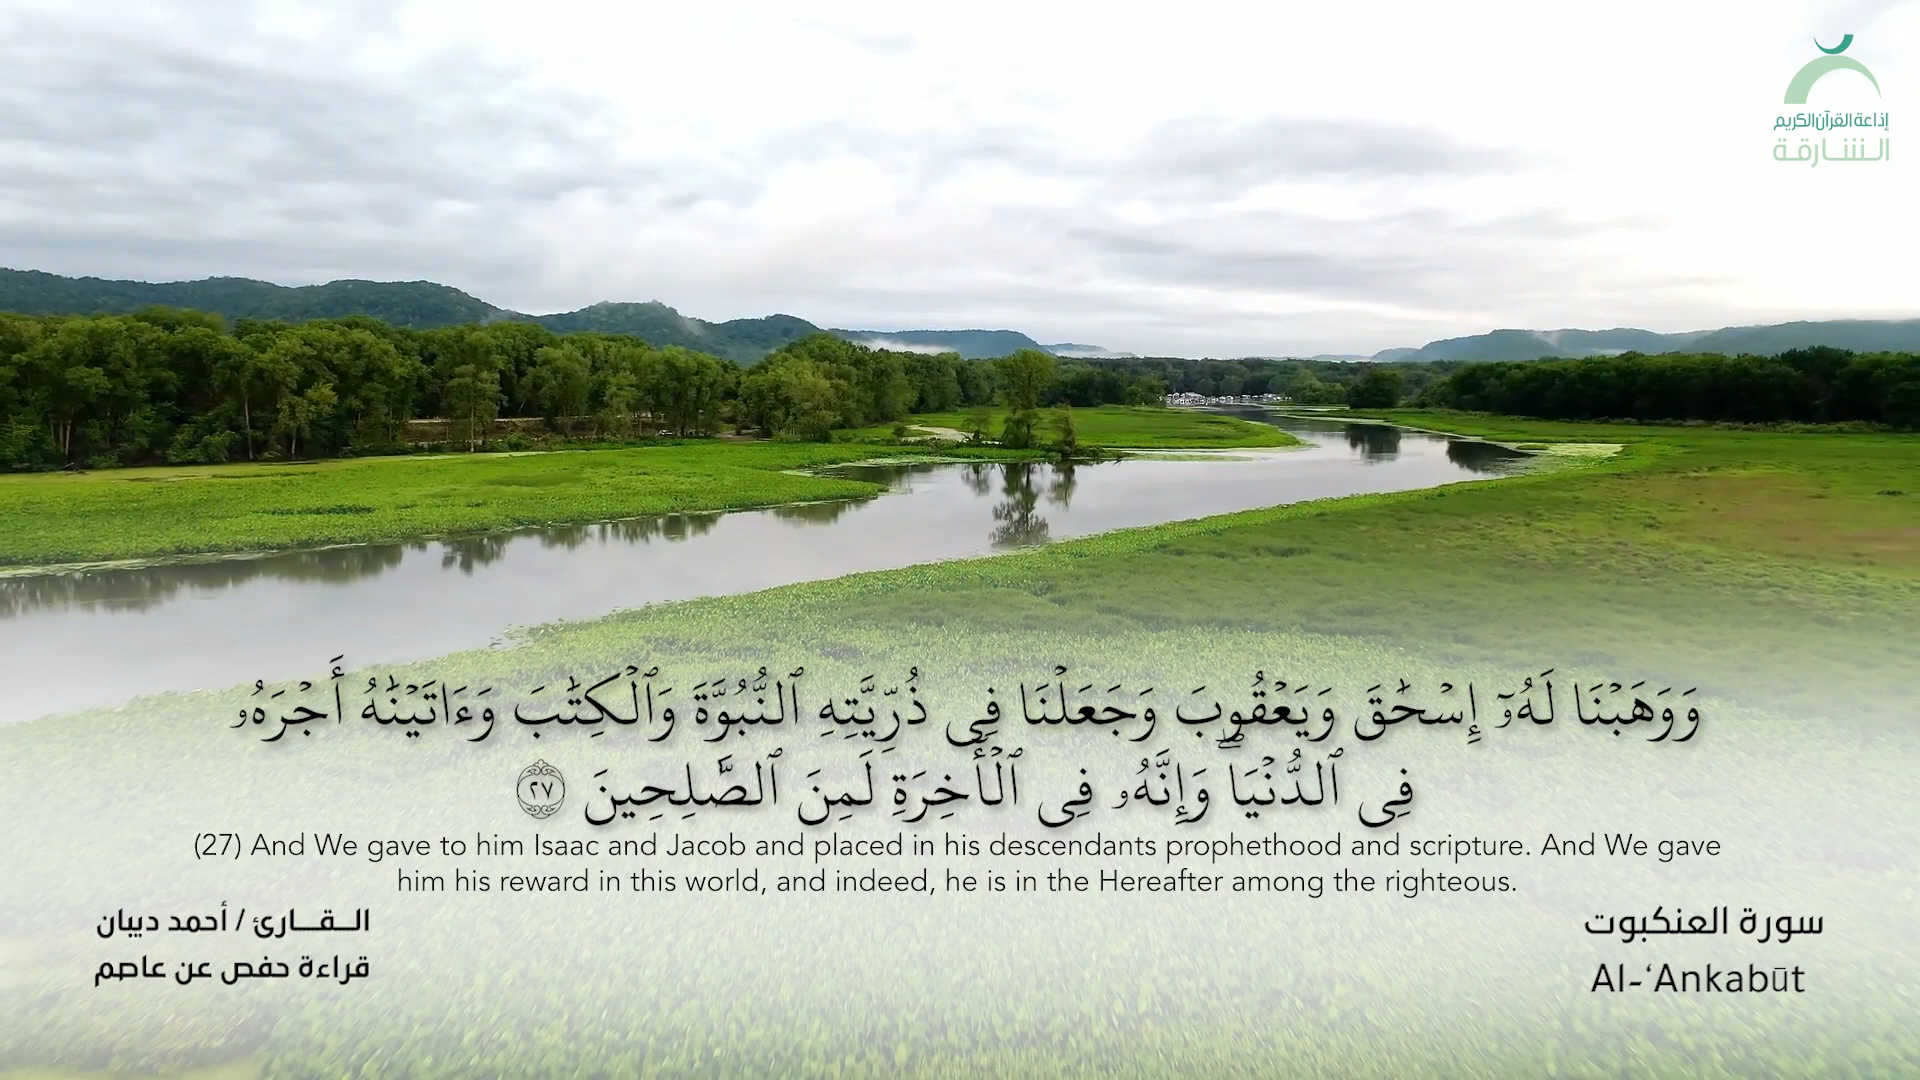 إذاعة القرآن الكريم
الشارقة
وَوَهَبْنَا لَهُۥٓ إِسْحَٰقَ وَيَعْقُوبَ وَجَعَلْنَا فِى ذُرِّيَّتِهِ ٱلنُّبُوَّةَ وَٱلْكِتَٰبَ وَءَاتَيْنَٰهُ أَجْرَهُۥ
فِى ٱلدُّنْيَا ۖ وَإِنَّهُۥ فِى ٱلْأَخِرَةِ لَمِنَ ٱلصَّٰلِحِينَ ٢٧
(27) And We gave to him Isaac and Jacob and placed in his descendants prophethood and scripture. And We gave
him his reward in this world, and indeed, he is in the Hereafter among the righteous.
سورة العنكبوت
Al-‘Ankabūt
الـقـارئ / أحمد ديبان
قراءة حفص عن عاصم